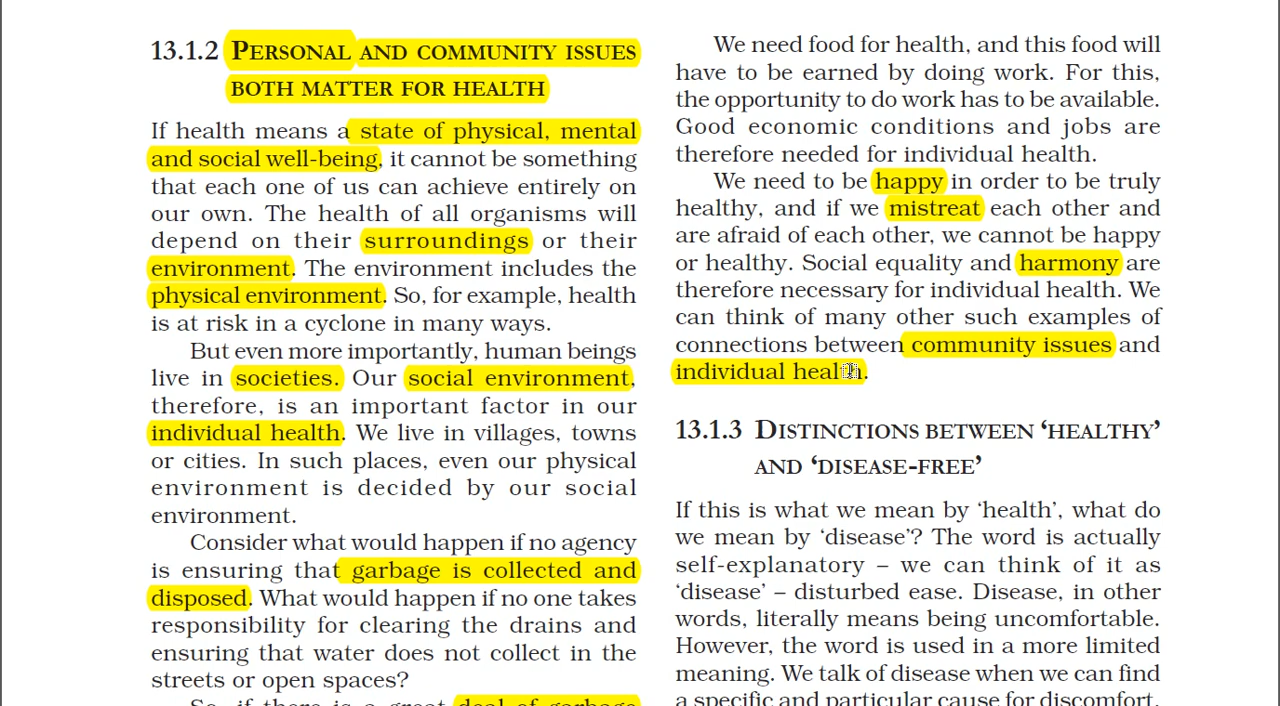 13.1.2 PERSONAL AND COMMUNITY ISSUES
BOTH MATTER FOR HEALTH
If health means a state of physical, mental
and social well-being, it cannot be something
that each one of us can achieve entirely on
our own. The health of all organisms will
depend on their surroundings or their
environment. The environment includes the
physical environment. So, for example, health
is at risk in a cyclone in many ways.
But even more importantly, human beings
live in societies. Our social environment,
therefore, is an important factor in our
individual health. We live in villages, towns
or cities. In such places, even our physical
environment is decided by our social
environment.
Consider what would happen if no agency
is ensuring that garbage is collected and
disposed. What would happen if no one takes
responsibility for clearing the drains and
ensuring that water does not collect in the
streets or open spaces?
So, if there is a great deal of garbage
We need food for health, and this food will
have to be earned by doing work. For this,
the opportunity to do work has to be available.
Good economic conditions and jobs are
therefore needed for individual health.
We need to be happy in order to be truly
healthy, and if we mistreat each other and
are afraid of each other, we cannot be happy
or healthy. Social equality and harmony are
therefore necessary for individual health. We
can think of many other such examples of
connections between community issues and
individual health.
13.1.3 DISTINCTIONS BETWEEN ‘HEALTHY’
AND ‘DISEASE-FREE’
If this is what we mean by ‘health’, what do
we mean by ‘disease’? The word is actually
self-explanatory – we can think of it as
‘disease’ – disturbed ease. Disease, in other
words, literally means being uncomfortable.
However, the word is used in a more limited
meaning. We talk of disease when we can find
a specific and particular cause for discomfort.